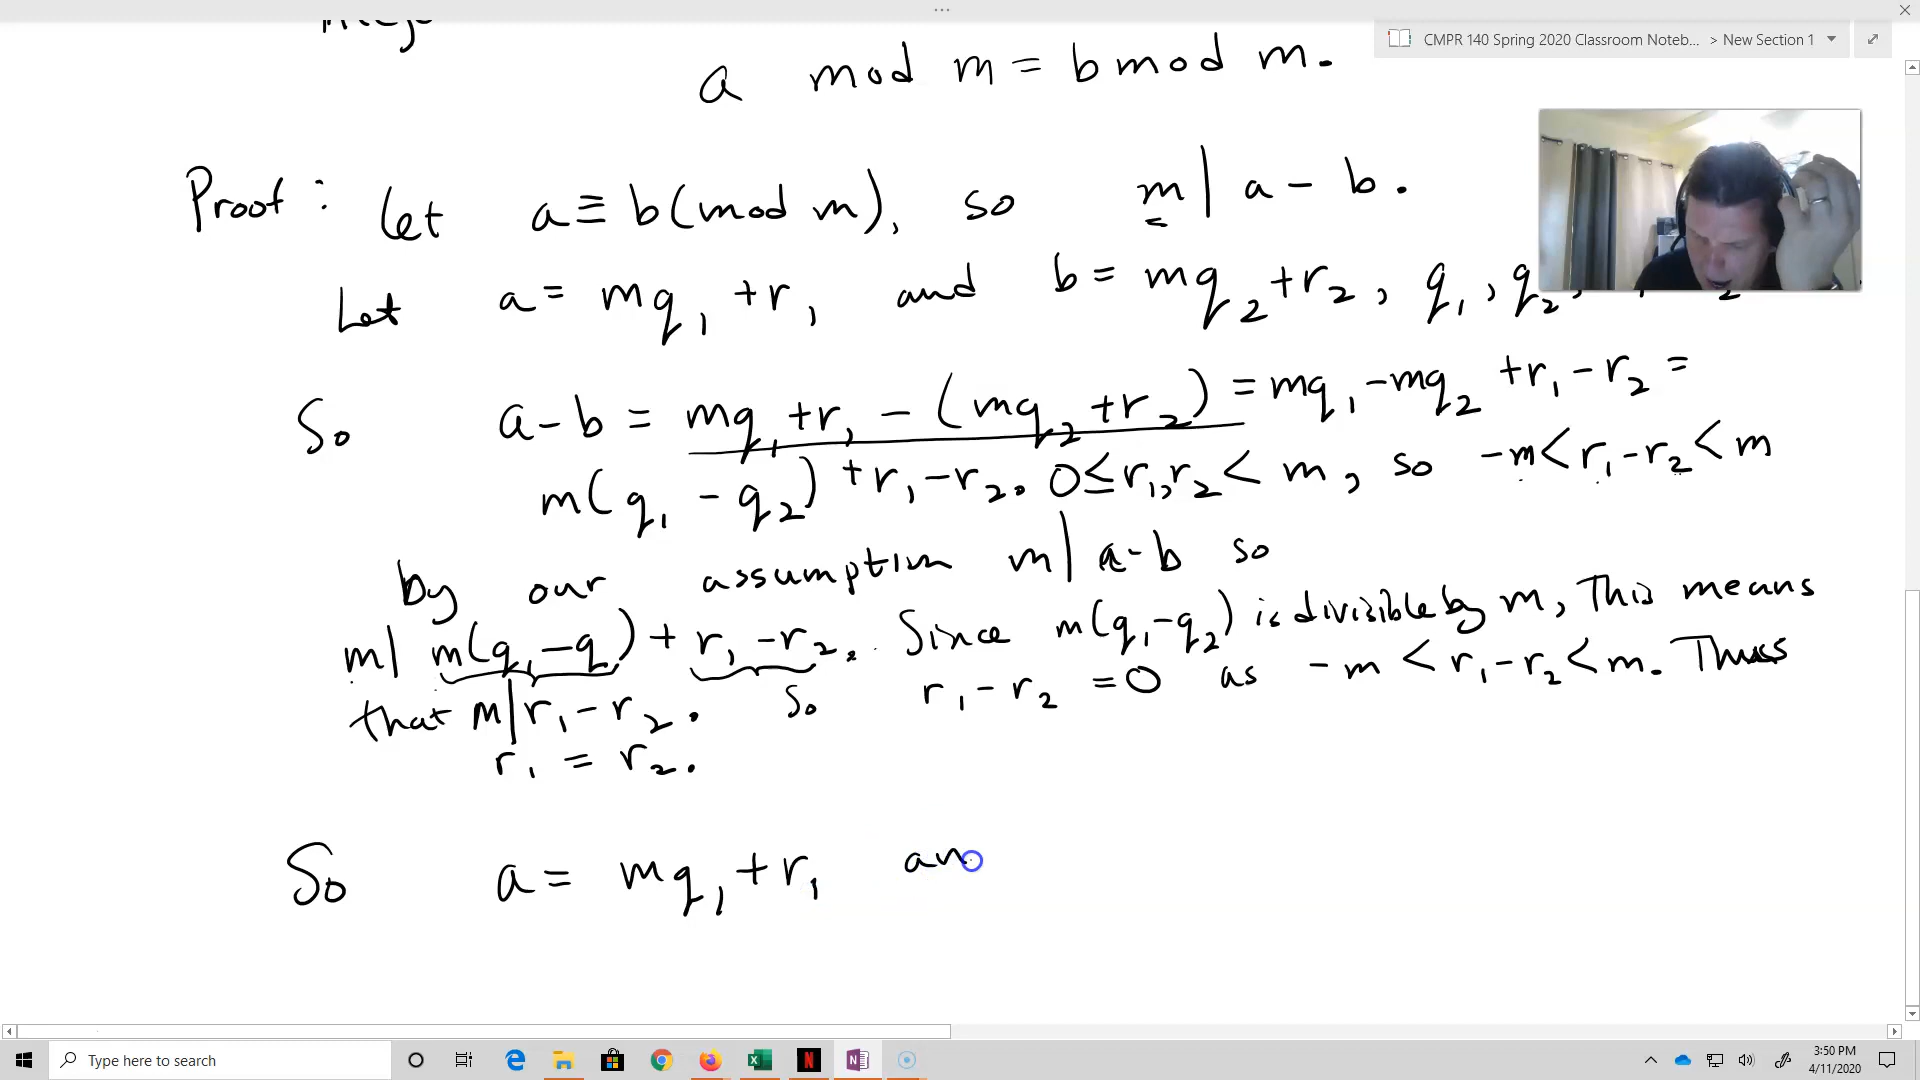 CMPR 140 Spring 2020 Classroom Noteb... > New Section 1
a mod m = b mod m.
Proof: Let a ≡ b (mod m), so m | a - b.
Let a = mq₁ + r₁ and b = mq₂ + r₂, q₁, q₂,
So a - b = mq₁ + r₁ - (mq₂ + r₂) = mq₁ - mq₂ + r₁ - r₂ =
m(q₁ - q₂) + r₁ - r₂. 0 ≤ r₁, r₂ < m, so -m < r₁ - r₂ < m
by our assumption m | a - b so
m | m(q₁ - q) + r₁ - r₂. Since m(q₁ - q₂) is divisible by m, This means
that m | r₁ - r₂. So r₁ - r₂ = 0 as -m < r₁ - r₂ < m. Thus
r₁ = r₂.
So a = mq₁ + r₁ an
Type here to search
3:50 PM
4/11/2020